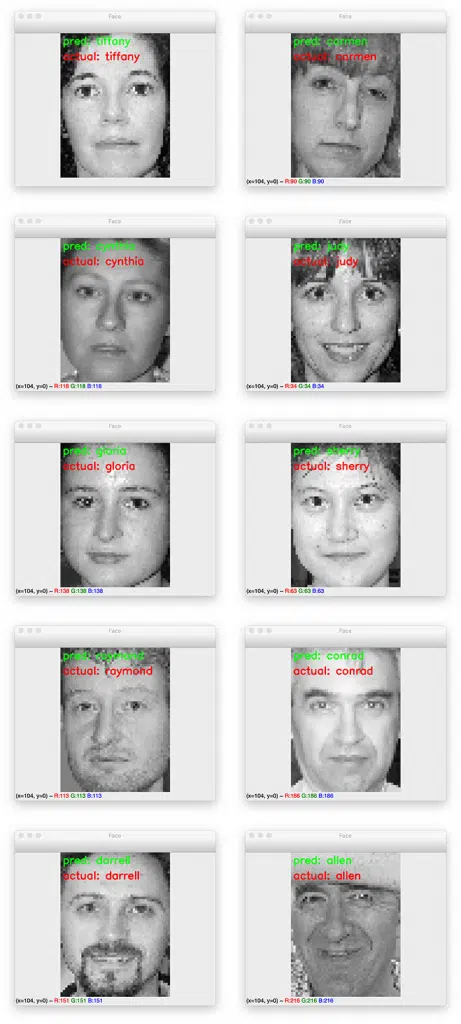 Face
pred: tiffany
actual: tiffany
Face
pred: carmen
actual: carmen
(x=104, y=0) ~ R:90 G:90 B:90
Face
pred: cynthia
actual: cynthia
(x=104, y=0) ~ R:118 G:118 B:118
Face
pred: judy
actual: judy
(x=104, y=0) ~ R:34 G:34 B:34
Face
pred: gloria
actual: gloria
(x=104, y=0) ~ R:138 G:138 B:138
Face
pred: sherry
actual: sherry
(x=104, y=0) ~ R:63 G:63 B:63
Face
pred: raymond
actual: raymond
(x=104, y=0) ~ R:113 G:113 B:113
Face
pred: conrad
actual: conrad
(x=104, y=0) ~ R:186 G:186 B:186
Face
pred: darrell
actual: darrell
(x=104, y=0) ~ R:151 G:151 B:151
Face
pred: allen
actual: allen
(x=104, y=0) ~ R:216 G:216 B:216